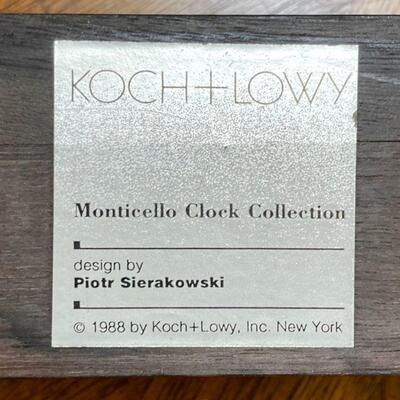 KOCH+LOWY
Monticello Clock Collection
design by
Piotr Sierakowski
© 1988 by Koch+Lowy, Inc. New York